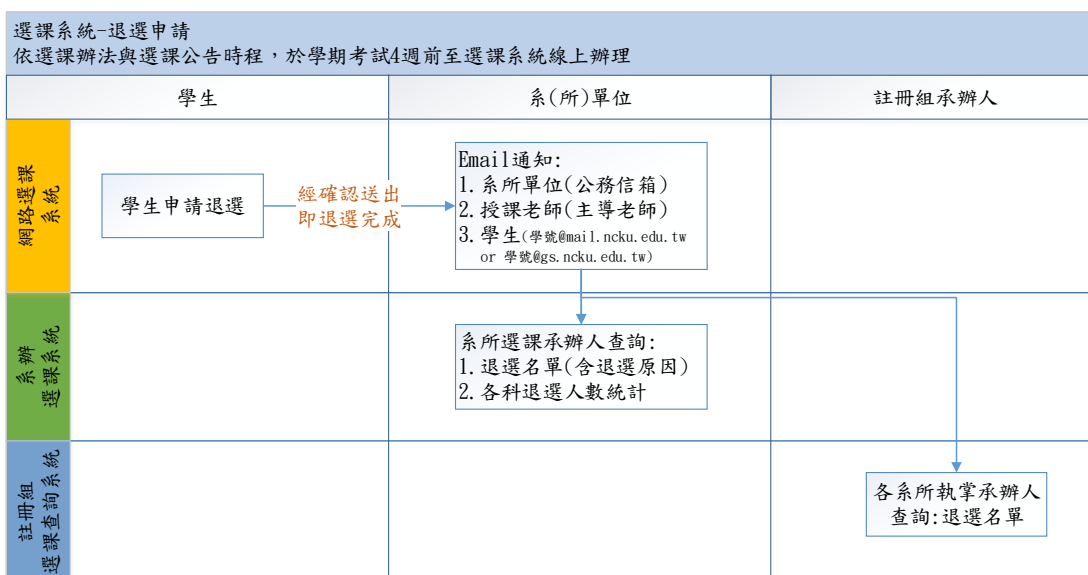 選課系統-退選申請
依選課辦法與選課公告時程，於學期考試4週前至選課系統線上辦理
學生
系(所)單位
註冊組承辦人
網路選課
系統
學生申請退選
經確認送出
即退選完成
Email通知:
1.系所單位(公務信箱)
2.授課老師(主導老師)
3.學生(學號@mail.ncku.edu.tw
or 學號@gs.ncku.edu.tw)
系辦
選課系統
系所選課承辦人查詢:
1.退選名單(含退選原因)
2.各科退選人數統計
註冊組
選課查詢系統
各系所執掌承辦人
查詢:退選名單